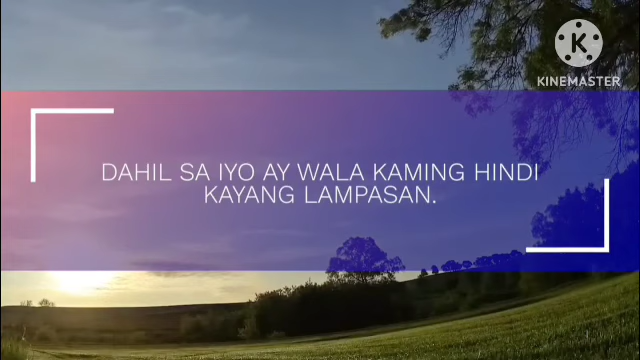 KINEMASTER
DAHIL SA IYO AY WALA KAMING HINDI
KAYANG LAMPASAN.